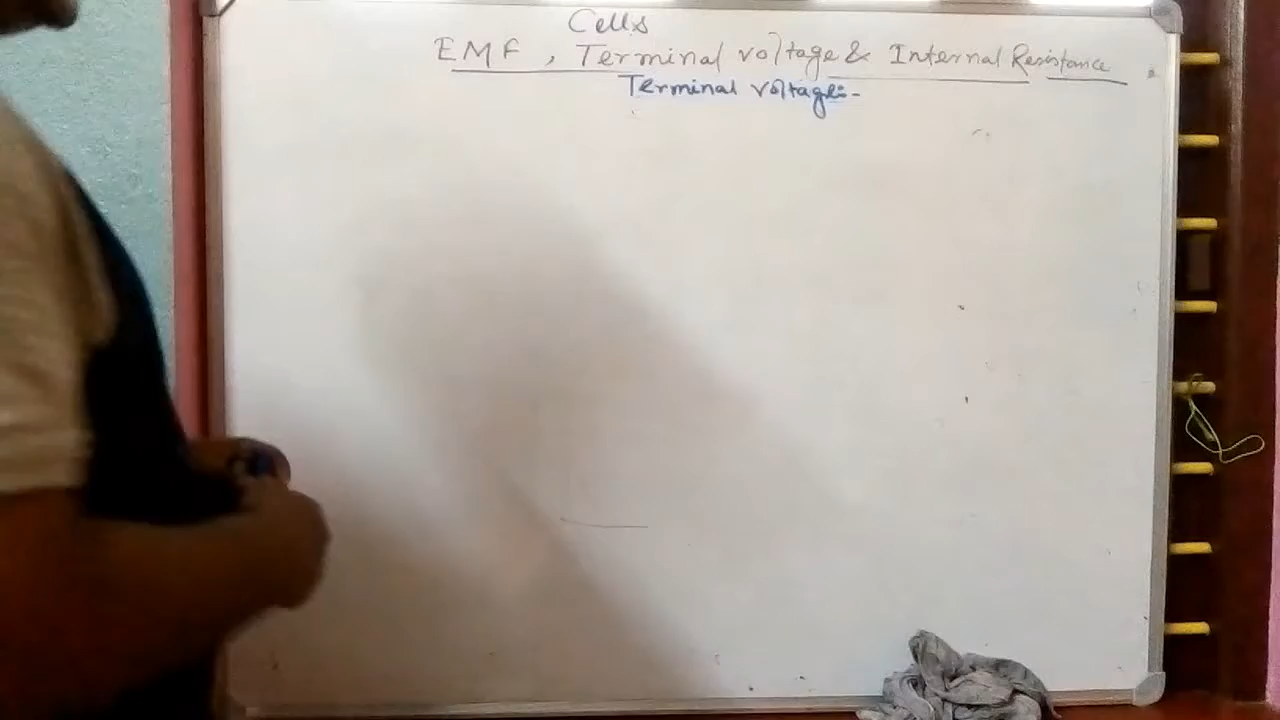 Cells
EMF, Terminal voltage & Internal Resistance
Terminal voltage:-